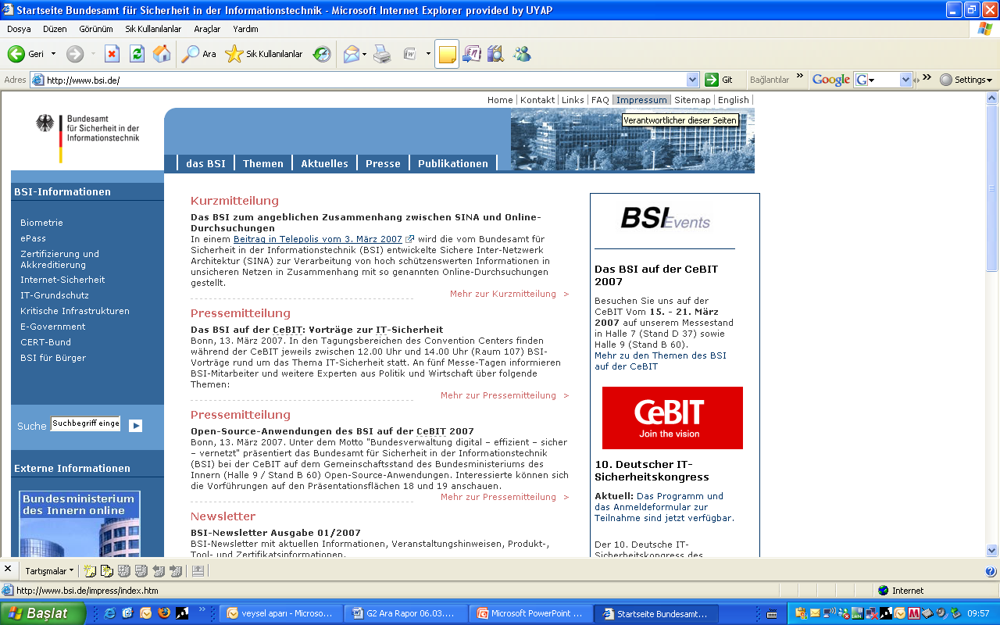 Startseite Bundesamt für Sicherheit in der Informationstechnik - Microsoft Internet Explorer provided by UYAP
Dosya Düzen Görünüm Sık Kullanılanlar Araçlar Yardım
Geri Ara Sık Kullanılanlar
Adres http://www.bsi.de/ Git Bağlantılar » Google G » Settings
Home | Kontakt | Links | FAQ | Impressum | Sitemap | English |
Verantwortlicher dieser Seiten
Bundesamt
für Sicherheit in der
Informationstechnik
das BSI Themen Aktuelles Presse Publikationen
BSI-Informationen
Biometrie
ePass
Zertifizierung und
Akkreditierung
Internet-Sicherheit
IT-Grundschutz
Kritische Infrastrukturen
E-Government
CERT-Bund
BSI für Bürger
Suche Suchbegriff einge
Externe Informationen
Bundesministerium
des Innern online
Kurzmitteilung
Das BSI zum angeblichen Zusammenhang zwischen SINA und Online-
Durchsuchungen
In einem Beitrag in Telepolis vom 3. März 2007 wird die vom Bundesamt für
Sicherheit in der Informationstechnik (BSI) entwickelte Sichere Inter-Netzwerk
Architektur (SINA) zur Verarbeitung von hoch schützenswerten Informationen in
unsicheren Netzen in Zusammenhang mit so genannten Online-Durchsuchungen
gestellt.
Mehr zur Kurzmitteilung >
Pressemitteilung
Das BSI auf der CeBIT: Vorträge zur IT-Sicherheit
Bonn, 13. März 2007. In den Tagungsbereichen des Convention Centers finden
während der CeBIT jeweils zwischen 12.00 Uhr und 14.00 Uhr (Raum 107) BSI-
Vorträge rund um das Thema IT-Sicherheit statt. An fünf Messe-Tagen informieren
BSI-Mitarbeiter und weitere Experten aus Politik und Wirtschaft über folgende
Themen:
Mehr zur Pressemitteilung >
Pressemitteilung
Open-Source-Anwendungen des BSI auf der CeBIT 2007
Bonn, 13. März 2007. Unter dem Motto "Bundesverwaltung digital – effizient – sicher
– vernetzt" präsentiert das Bundesamt für Sicherheit in der Informationstechnik
(BSI) bei der CeBIT auf dem Gemeinschaftsstand des Bundesministeriums des
Innern (Halle 9 / Stand B 60) Open-Source-Anwendungen. Interessierte können sich
die Vorführungen auf den Präsentationsflächen 18 und 19 anschauen.
Mehr zur Pressemitteilung >
Newsletter
BSI-Newsletter Ausgabe 01/2007
BSI-Newsletter mit aktuellen Informationen, Veranstaltungshinweisen, Produkt-,
Tool- und Zertifikatsinformationen.
BSI Events
Das BSI auf der CeBIT
2007
Besuchen Sie uns auf der
CeBIT Vom 15. - 21. März
2007 auf unserem Messestand
in Halle 7 (Stand D 37) sowie
Halle 9 (Stand B 60).
Mehr zu den Themen des BSI
auf der CeBIT
CeBIT
Join the vision
10. Deutscher IT-
Sicherheitskongress
Aktuell: Das Programm und
das Anmeldeformular zur
Teilnahme sind jetzt verfügbar.
Der 10. Deutsche IT-
Sicherheitskongress des
Tartışmalar
http://www.bsi.de/impress/index.htm Internet
Başlat » veysel aparı - Microso... G2 Ara Rapor 06.03.... Microsoft PowerPoint ... Startseite Bundesamt... 09:57